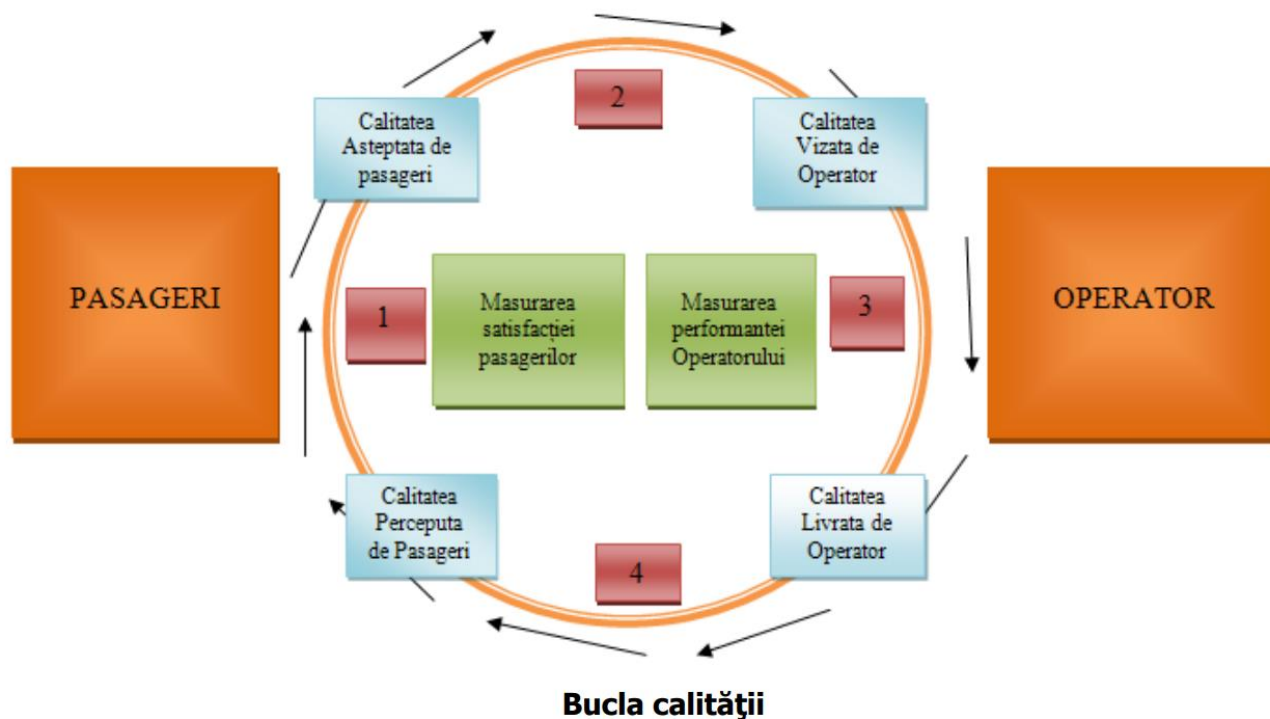 2
Calitatea
Asteptata de
pasageri
Calitatea
Vizata de
Operator
PASAGERI
1
Masurarea
satisfacției
pasagerilor
Masurarea
performantei
Operatorului
3
OPERATOR
Calitatea
Perceputa
de Pasageri
4
Calitatea
Livrata de
Operator
Bucla calităţii